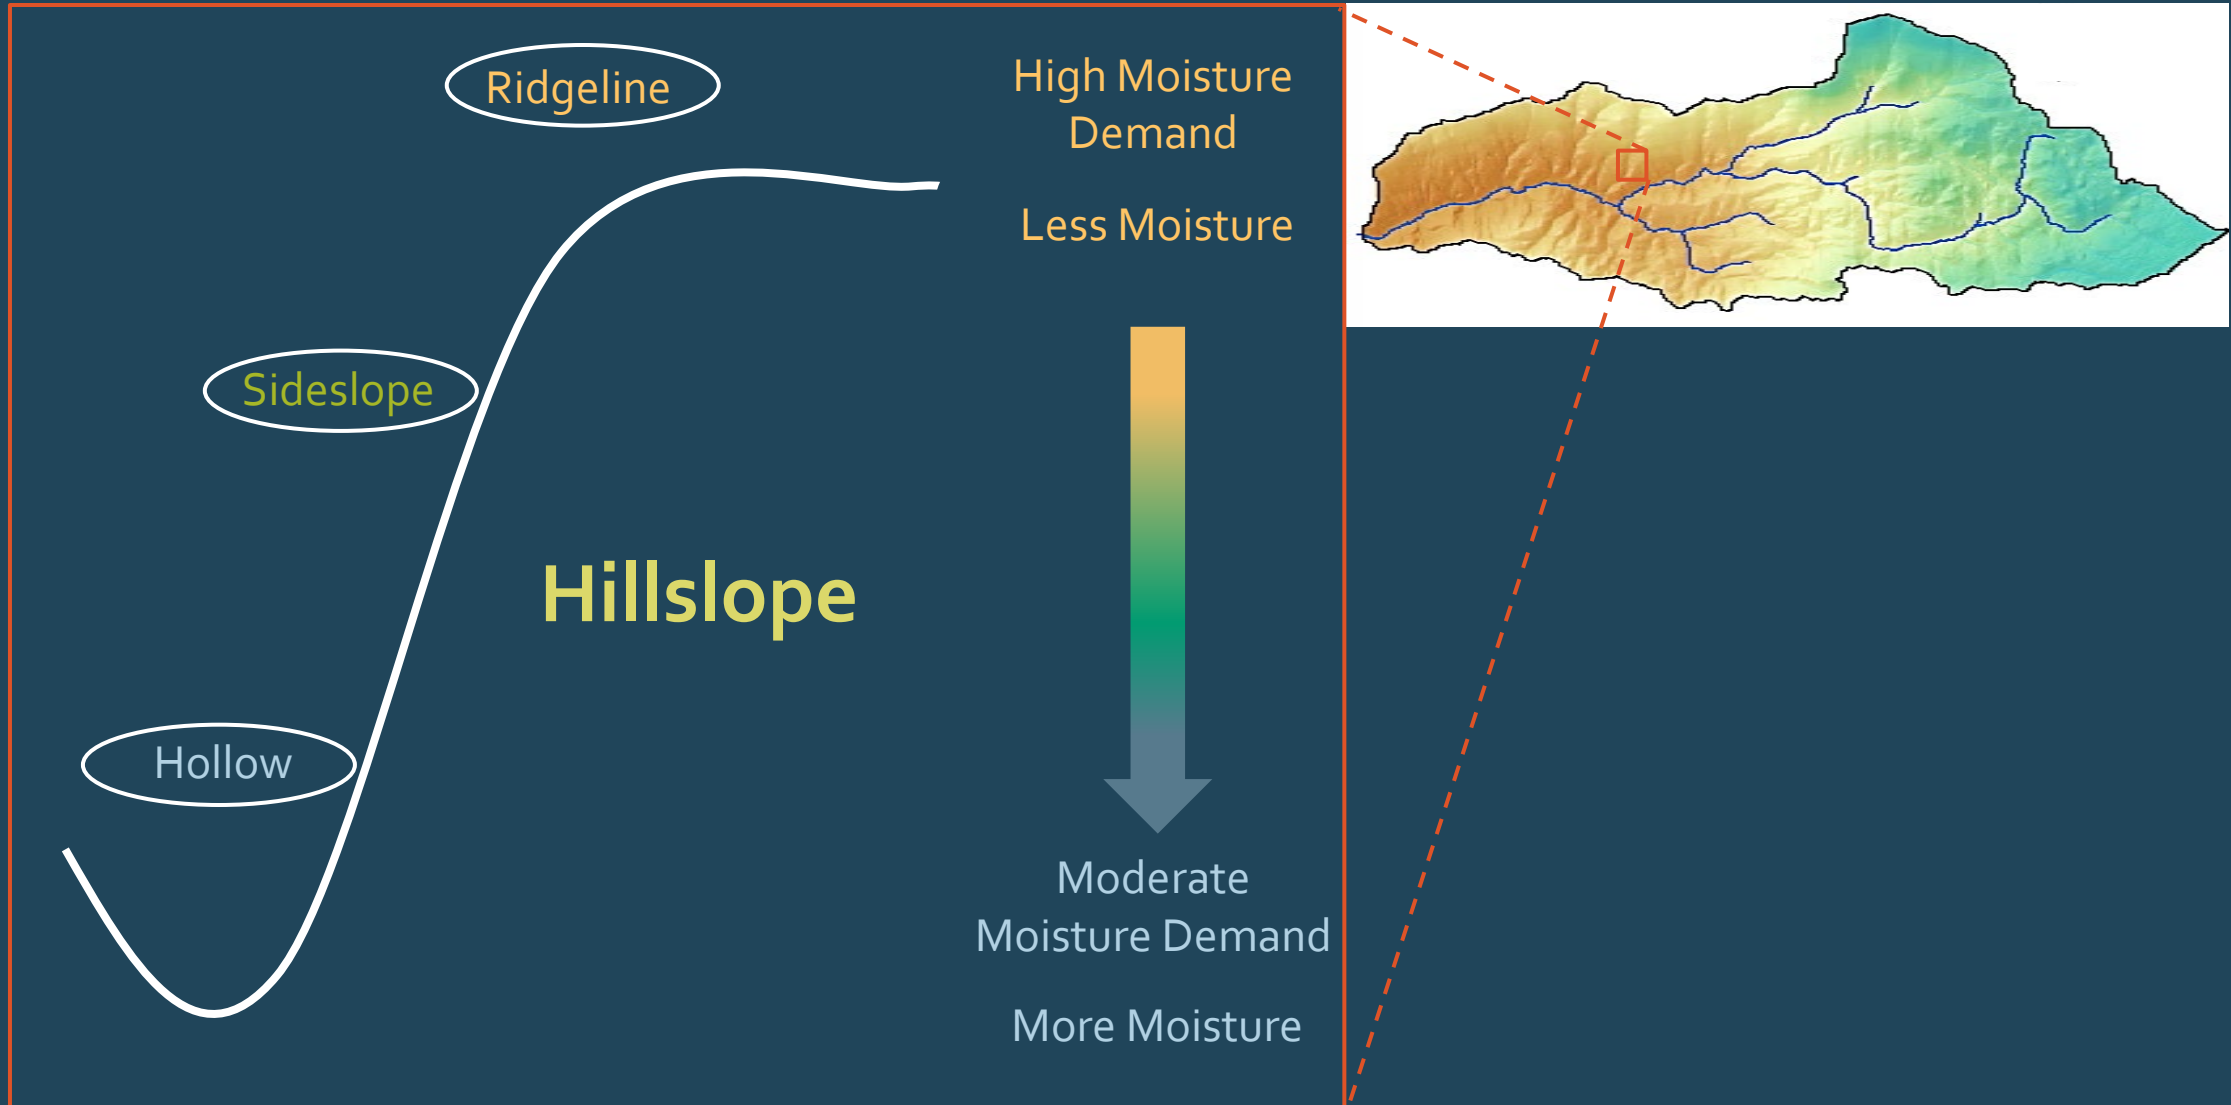 Ridgeline
High Moisture
Demand
Less Moisture
Sideslope
Hillslope
Hollow
Moderate
Moisture Demand
More Moisture